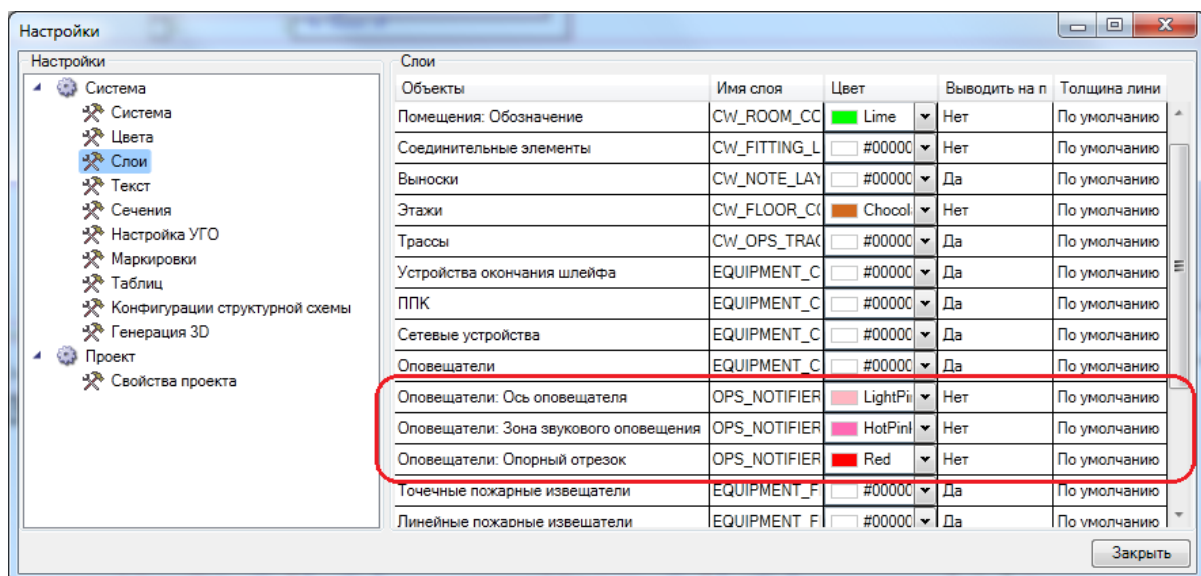 Настройки
Настройки
Система
Система
Цвета
Слои
Текст
Сечения
Настройка УГО
Маркировки
Таблиц
Конфигурации структурной схемы
Генерация 3D
Проект
Свойства проекта
Слои
Объекты Имя слоя Цвет Выводить на п Толщина лини
Помещения: Обозначение CW_ROOM_CC Lime Нет По умолчанию
Соединительные элементы CW_FITTING_L #00000 Нет По умолчанию
Выноски CW_NOTE_LAY #00000 Да По умолчанию
Этажи CW_FLOOR_C( Chocol Нет По умолчанию
Трассы CW_OPS_TRA( #00000 Да По умолчанию
Устройства окончания шлейфа EQUIPMENT_C #00000 Да По умолчанию
ППК EQUIPMENT_C #00000 Да По умолчанию
Сетевые устройства EQUIPMENT_C #00000 Да По умолчанию
Оповещатели EQUIPMENT_C #00000 Да По умолчанию
Оповещатели: Ось оповещателя OPS_NOTIFIER LightPi Нет По умолчанию
Оповещатели: Зона звукового оповещения OPS_NOTIFIER HotPink Нет По умолчанию
Оповещатели: Опорный отрезок OPS_NOTIFIER Red Нет По умолчанию
Точечные пожарные извещатели EQUIPMENT_F #00000 Да По умолчанию
Линейные пожарные извещатели EQUIPMENT_F #00000 Да По умолчанию
Закрыть